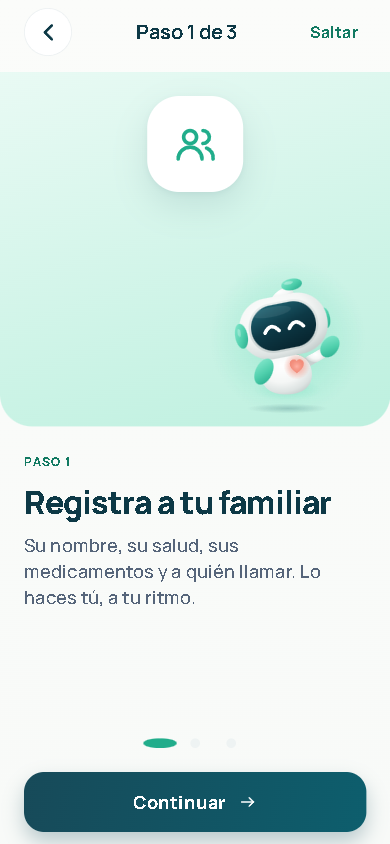 Paso 1 de 3
Saltar
PASO 1
Registra a tu familiar
Su nombre, su salud, sus
medicamentos y a quién llamar. Lo
haces tú, a tu ritmo.
Continuar →